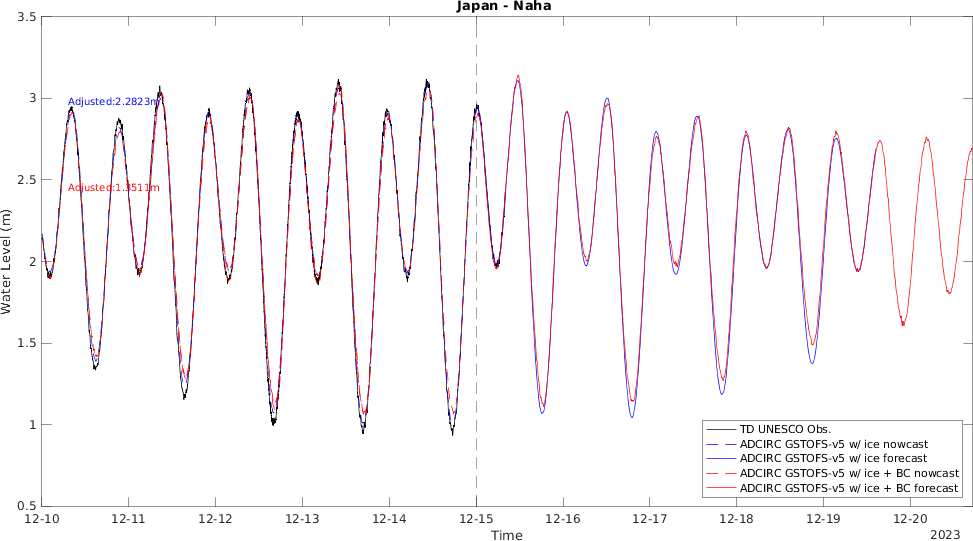 Japan - Naha
3.5
3
2.5
2
1.5
1
0.5
Water Level (m)
Adjusted:2.2823m
Adjusted:1.3511m
TD UNESCO Obs.
ADCIRC GSTOFS-v5 w/ ice nowcast
ADCIRC GSTOFS-v5 w/ ice forecast
ADCIRC GSTOFS-v5 w/ ice + BC nowcast
ADCIRC GSTOFS-v5 w/ ice + BC forecast
12-10 12-11 12-12 12-13 12-14 12-15 12-16 12-17 12-18 12-19 12-20
Time
2023